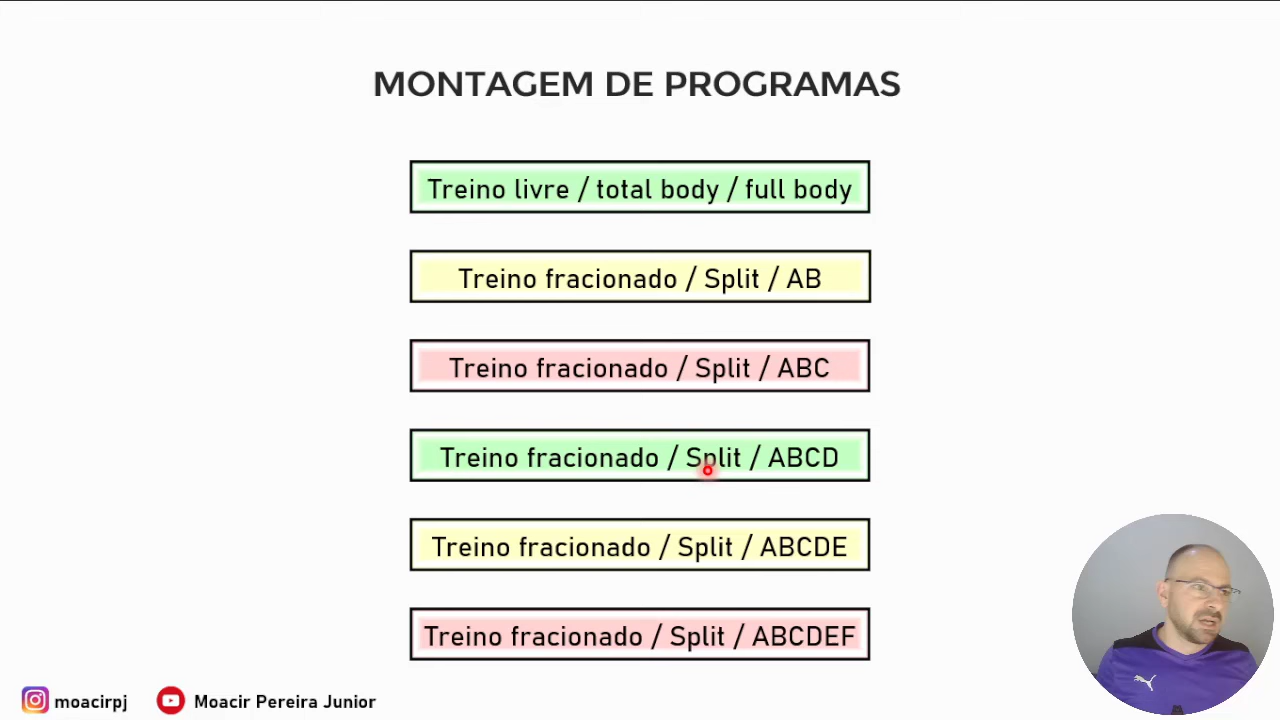 MONTAGEM DE PROGRAMAS
Treino livre / total body / full body
Treino fracionado / Split / AB
Treino fracionado / Split / ABC
Treino fracionado / Split / ABCD
Treino fracionado / Split / ABCDE
Treino fracionado / Split / ABCDEF
moacirpj Moacir Pereira Junior